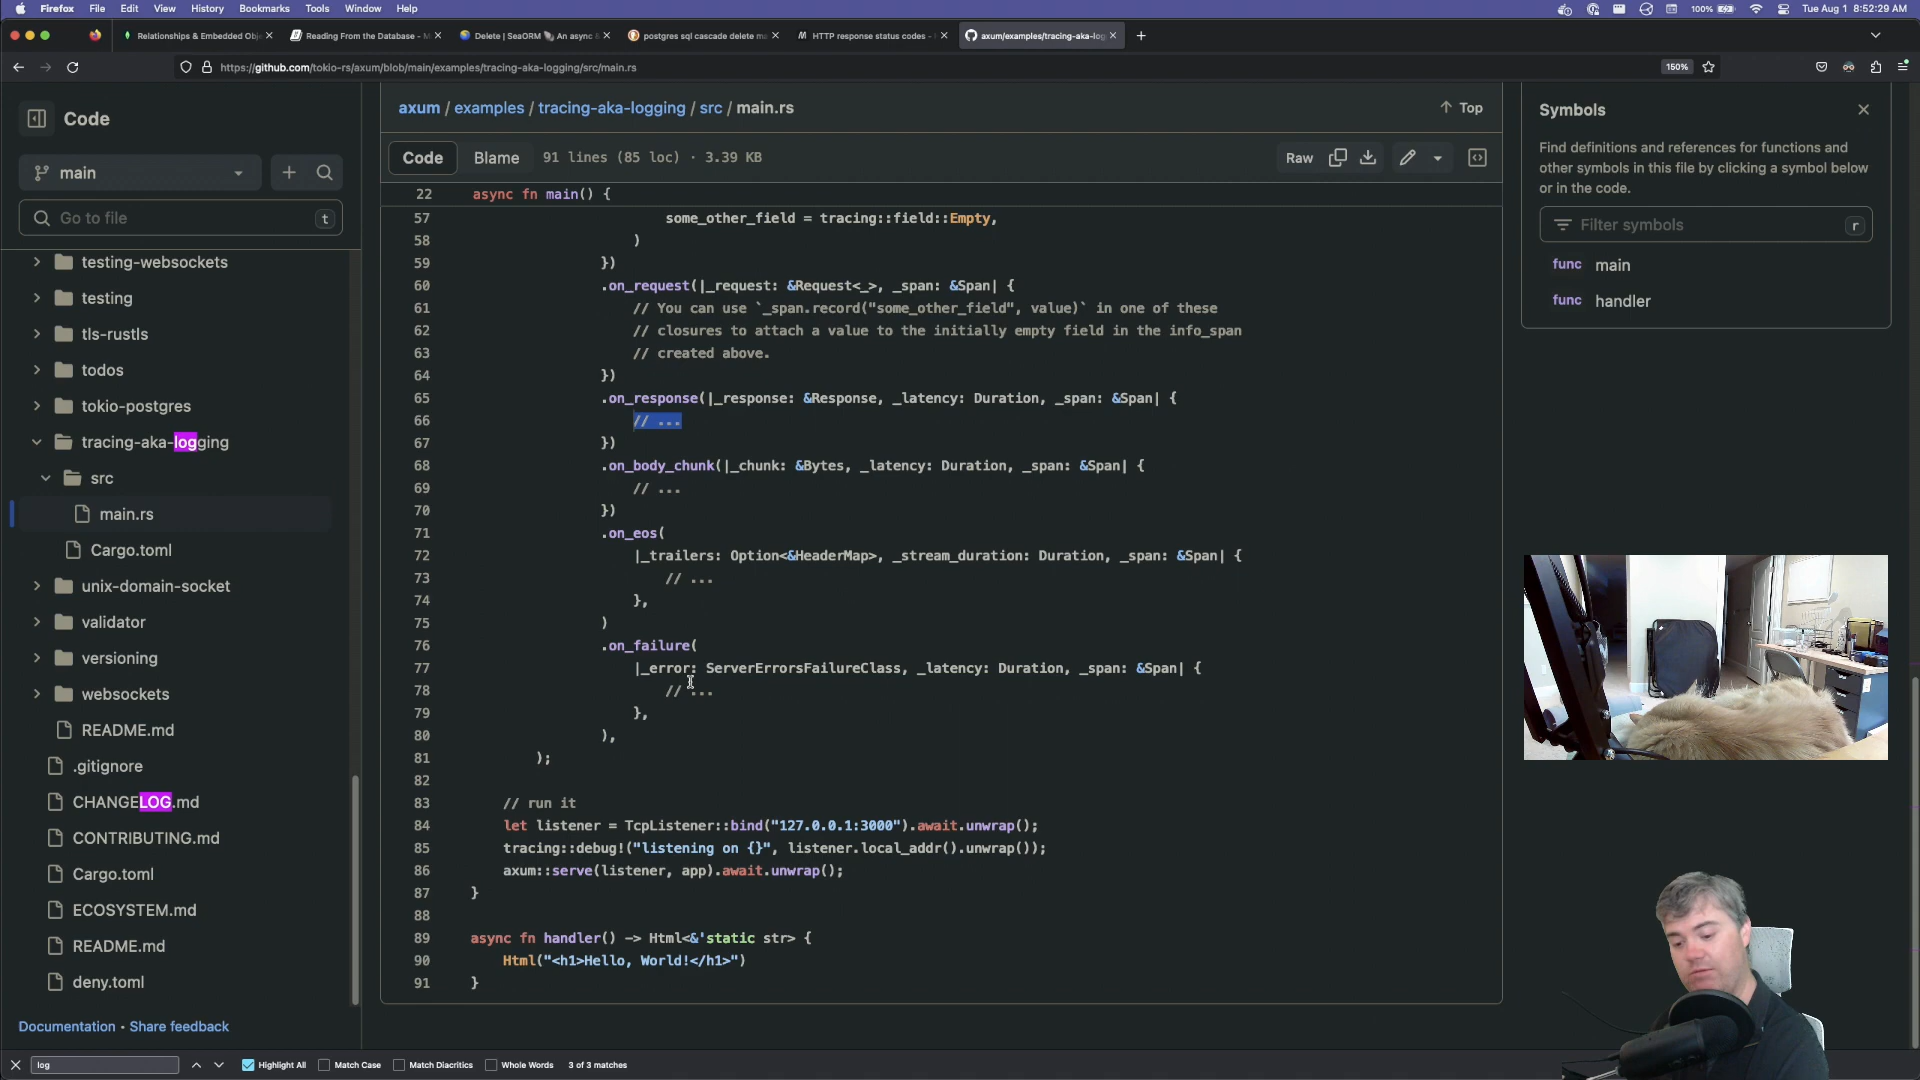 Firefox File Edit View History Bookmarks Tools Window Help 100% Tue Aug 1 8:52:29 AM
Relationships & Embedded Obj Reading From the Database - M Delete | SeaORM An async & postgres sql cascade delete ma HTTP response status codes - axum/examples/tracing-aka-log
https://github.com/tokio-rs/axum/blob/main/examples/tracing-aka-logging/src/main.rs 150%
Code
main
Go to file t
testing-websockets
testing
tls-rustls
todos
tokio-postgres
tracing-aka-logging
src
main.rs
Cargo.toml
unix-domain-socket
validator
versioning
websockets
README.md
.gitignore
CHANGELOG.md
CONTRIBUTING.md
Cargo.toml
ECOSYSTEM.md
README.md
deny.toml
Documentation • Share feedback
axum / examples / tracing-aka-logging / src / main.rs Top
Code Blame 91 lines (85 loc) · 3.39 KB Raw
22 async fn main() {
57 some_other_field = tracing::field::Empty,
58 )
59 })
60 .on_request(|_request: &Request<_>, _span: &Span| {
61 // You can use `_span.record("some_other_field", value)` in one of these
62 // closures to attach a value to the initially empty field in the info_span
63 // created above.
64 })
65 .on_response(|_response: &Response, _latency: Duration, _span: &Span| {
66 // ...
67 })
68 .on_body_chunk(|_chunk: &Bytes, _latency: Duration, _span: &Span| {
69 // ...
70 })
71 .on_eos(
72 |_trailers: Option<&HeaderMap>, _stream_duration: Duration, _span: &Span| {
73 // ...
74 },
75 )
76 .on_failure(
77 |_error: ServerErrorsFailureClass, _latency: Duration, _span: &Span| {
78 // ...
79 },
80 ),
81 );
82
83 // run it
84 let listener = TcpListener::bind("127.0.0.1:3000").await.unwrap();
85 tracing::debug!("listening on {}", listener.local_addr().unwrap());
86 axum::serve(listener, app).await.unwrap();
87 }
88
89 async fn handler() -> Html<&'static str> {
90 Html("<h1>Hello, World!</h1>")
91 }
Symbols
Find definitions and references for functions and
other symbols in this file by clicking a symbol below
or in the code.
Filter symbols r
func main
func handler
log Highlight All Match Case Match Diacritics Whole Words 3 of 3 matches